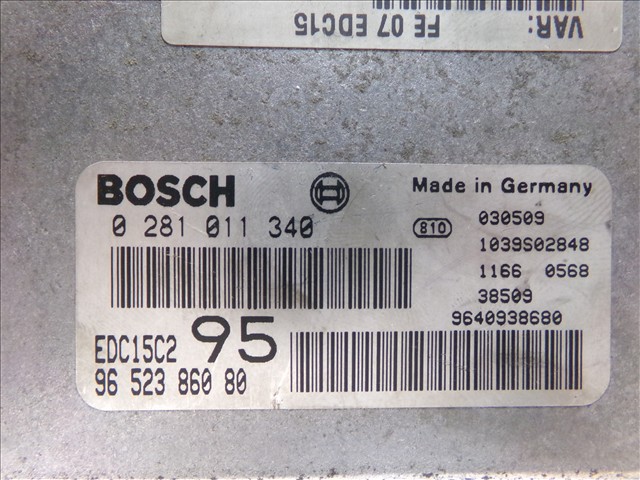 VAR: FE 07 EDC15
BOSCH
Made in Germany
0 281 011 340
810
030509
1039S02848
1166 0568
38509
9640938680
EDC15C2 95
96 523 860 80